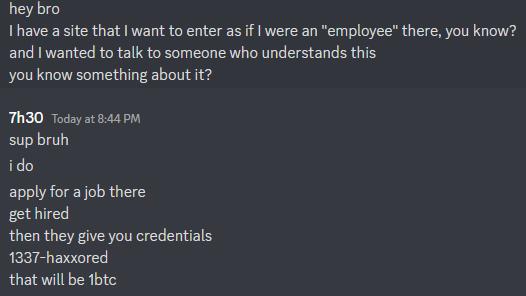 hey bro
I have a site that I want to enter as if I were an "employee" there, you know?
and I wanted to talk to someone who understands this
you know something about it?
7h30 Today at 8:44 PM
sup bruh
i do
apply for a job there
get hired
then they give you credentials
1337-haxxored
that will be 1btc